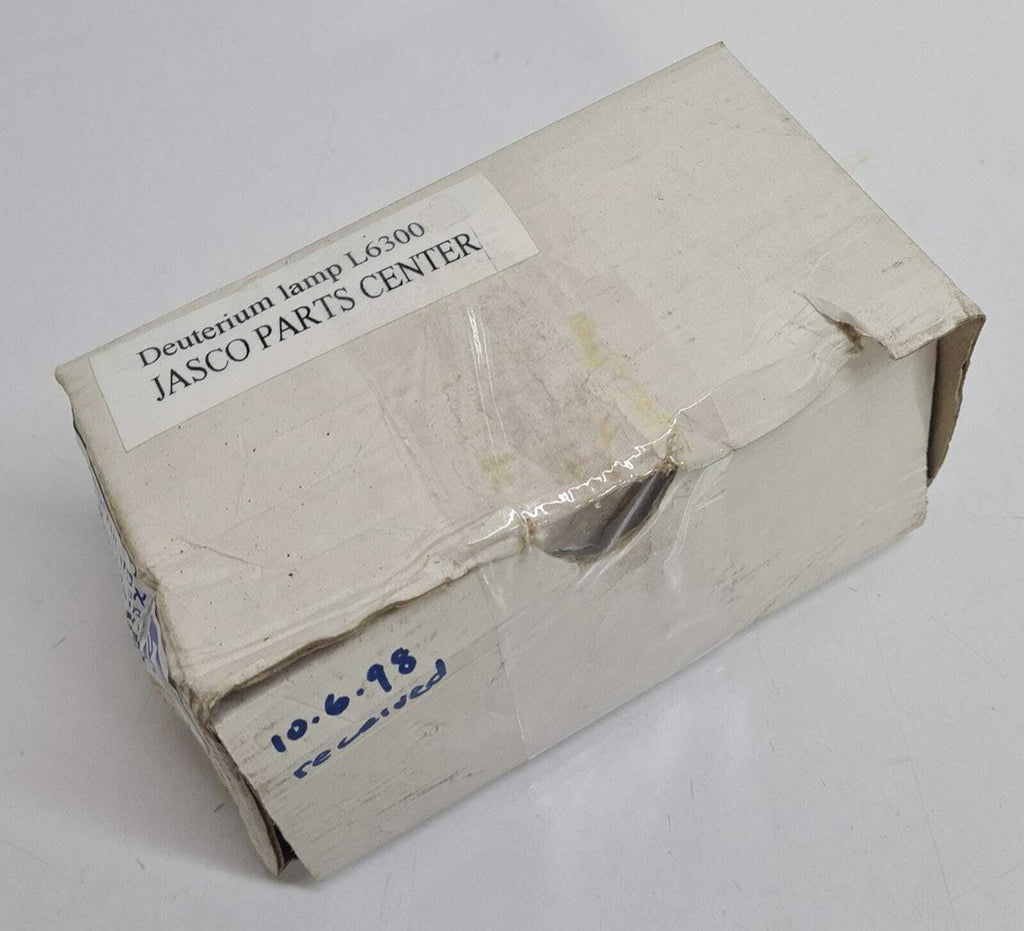 Deuterium lamp L6300
JASCO PARTS CENTER
10.6.98
received